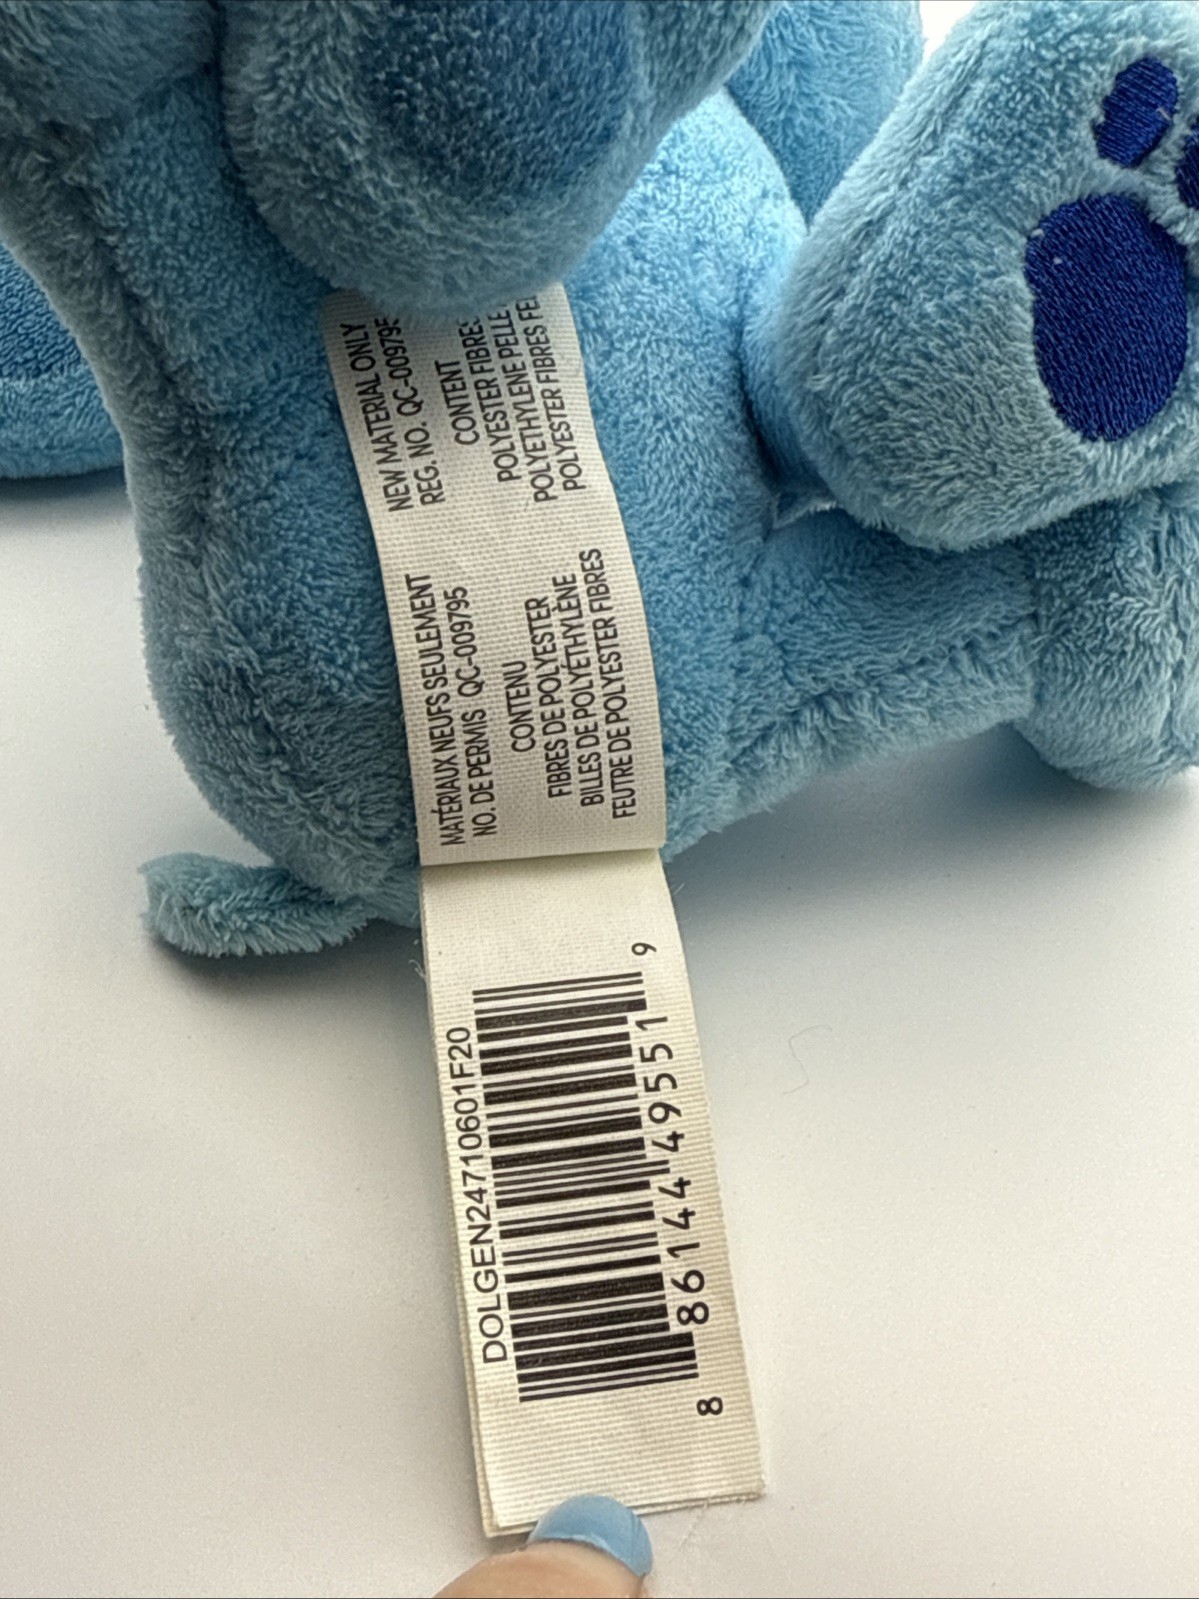 NEW MATERIAL ONLY
REG. NO. QC-009795
CONTENT
POLYESTER FIBRES
POLYETHYLENE PELLE
POLYESTER FIBRES FE
MATÉRIAUX NEUFS SEULEMENT
NO. DE PERMIS QC-009795
CONTENU
FIBRES DE POLYESTER
BILLES DE POLYÉTHYLÈNE
FEUTRE DE POLYESTER FIBRES
DOLGEN24710601F20
8 86144 49551 9